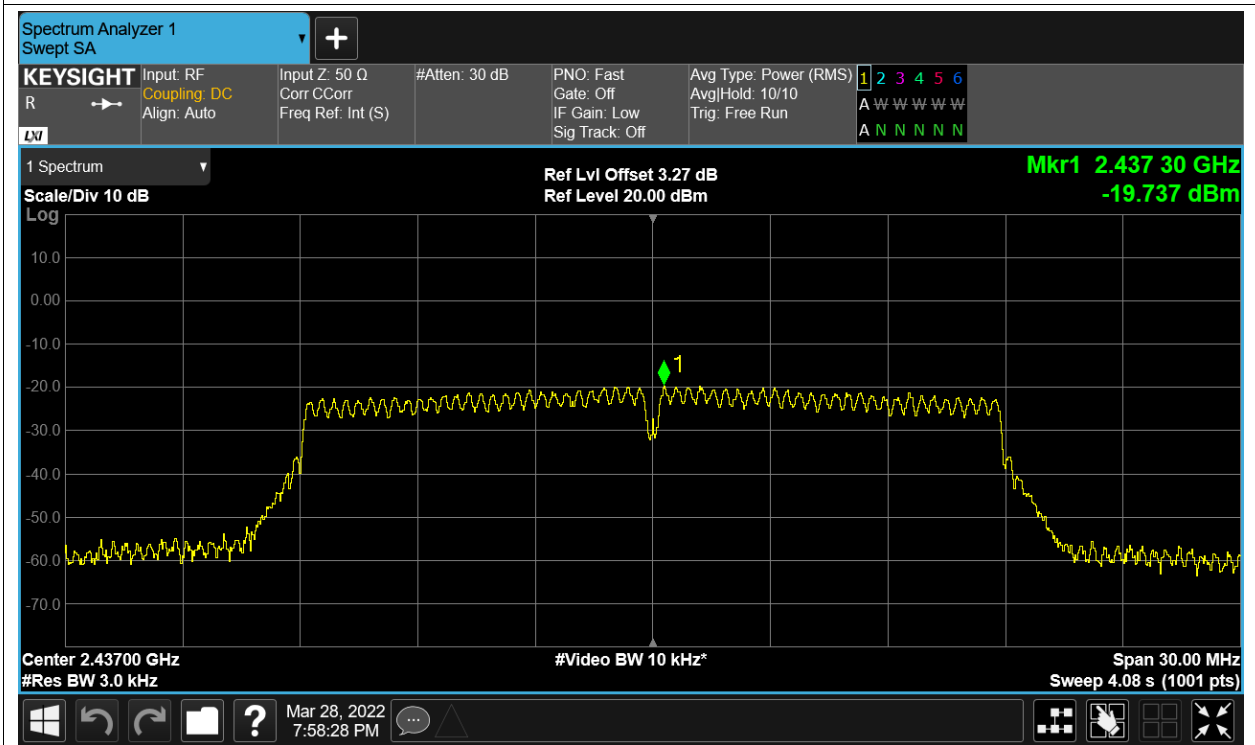 Spectrum Analyzer 1
Swept SA
KEYSIGHT
R
LXI
Input: RF
Coupling: DC
Align: Auto
Input Z: 50 Ω
Corr CCorr
Freq Ref: Int (S)
#Atten: 30 dB
PNO: Fast
Gate: Off
IF Gain: Low
Sig Track: Off
Avg Type: Power (RMS)
Avg|Hold: 10/10
Trig: Free Run
1 2 3 4 5 6
A W W W W W
A N N N N N
1 Spectrum
Scale/Div 10 dB
Log
Ref Lvl Offset 3.27 dB
Ref Level 20.00 dBm
Mkr1 2.437 30 GHz
-19.737 dBm
10.0
0.00
-10.0
-20.0
-30.0
-40.0
-50.0
-60.0
-70.0
1
Center 2.43700 GHz
#Res BW 3.0 kHz
#Video BW 10 kHz*
Span 30.00 MHz
Sweep 4.08 s (1001 pts)
?
Mar 28, 2022
7:58:28 PM